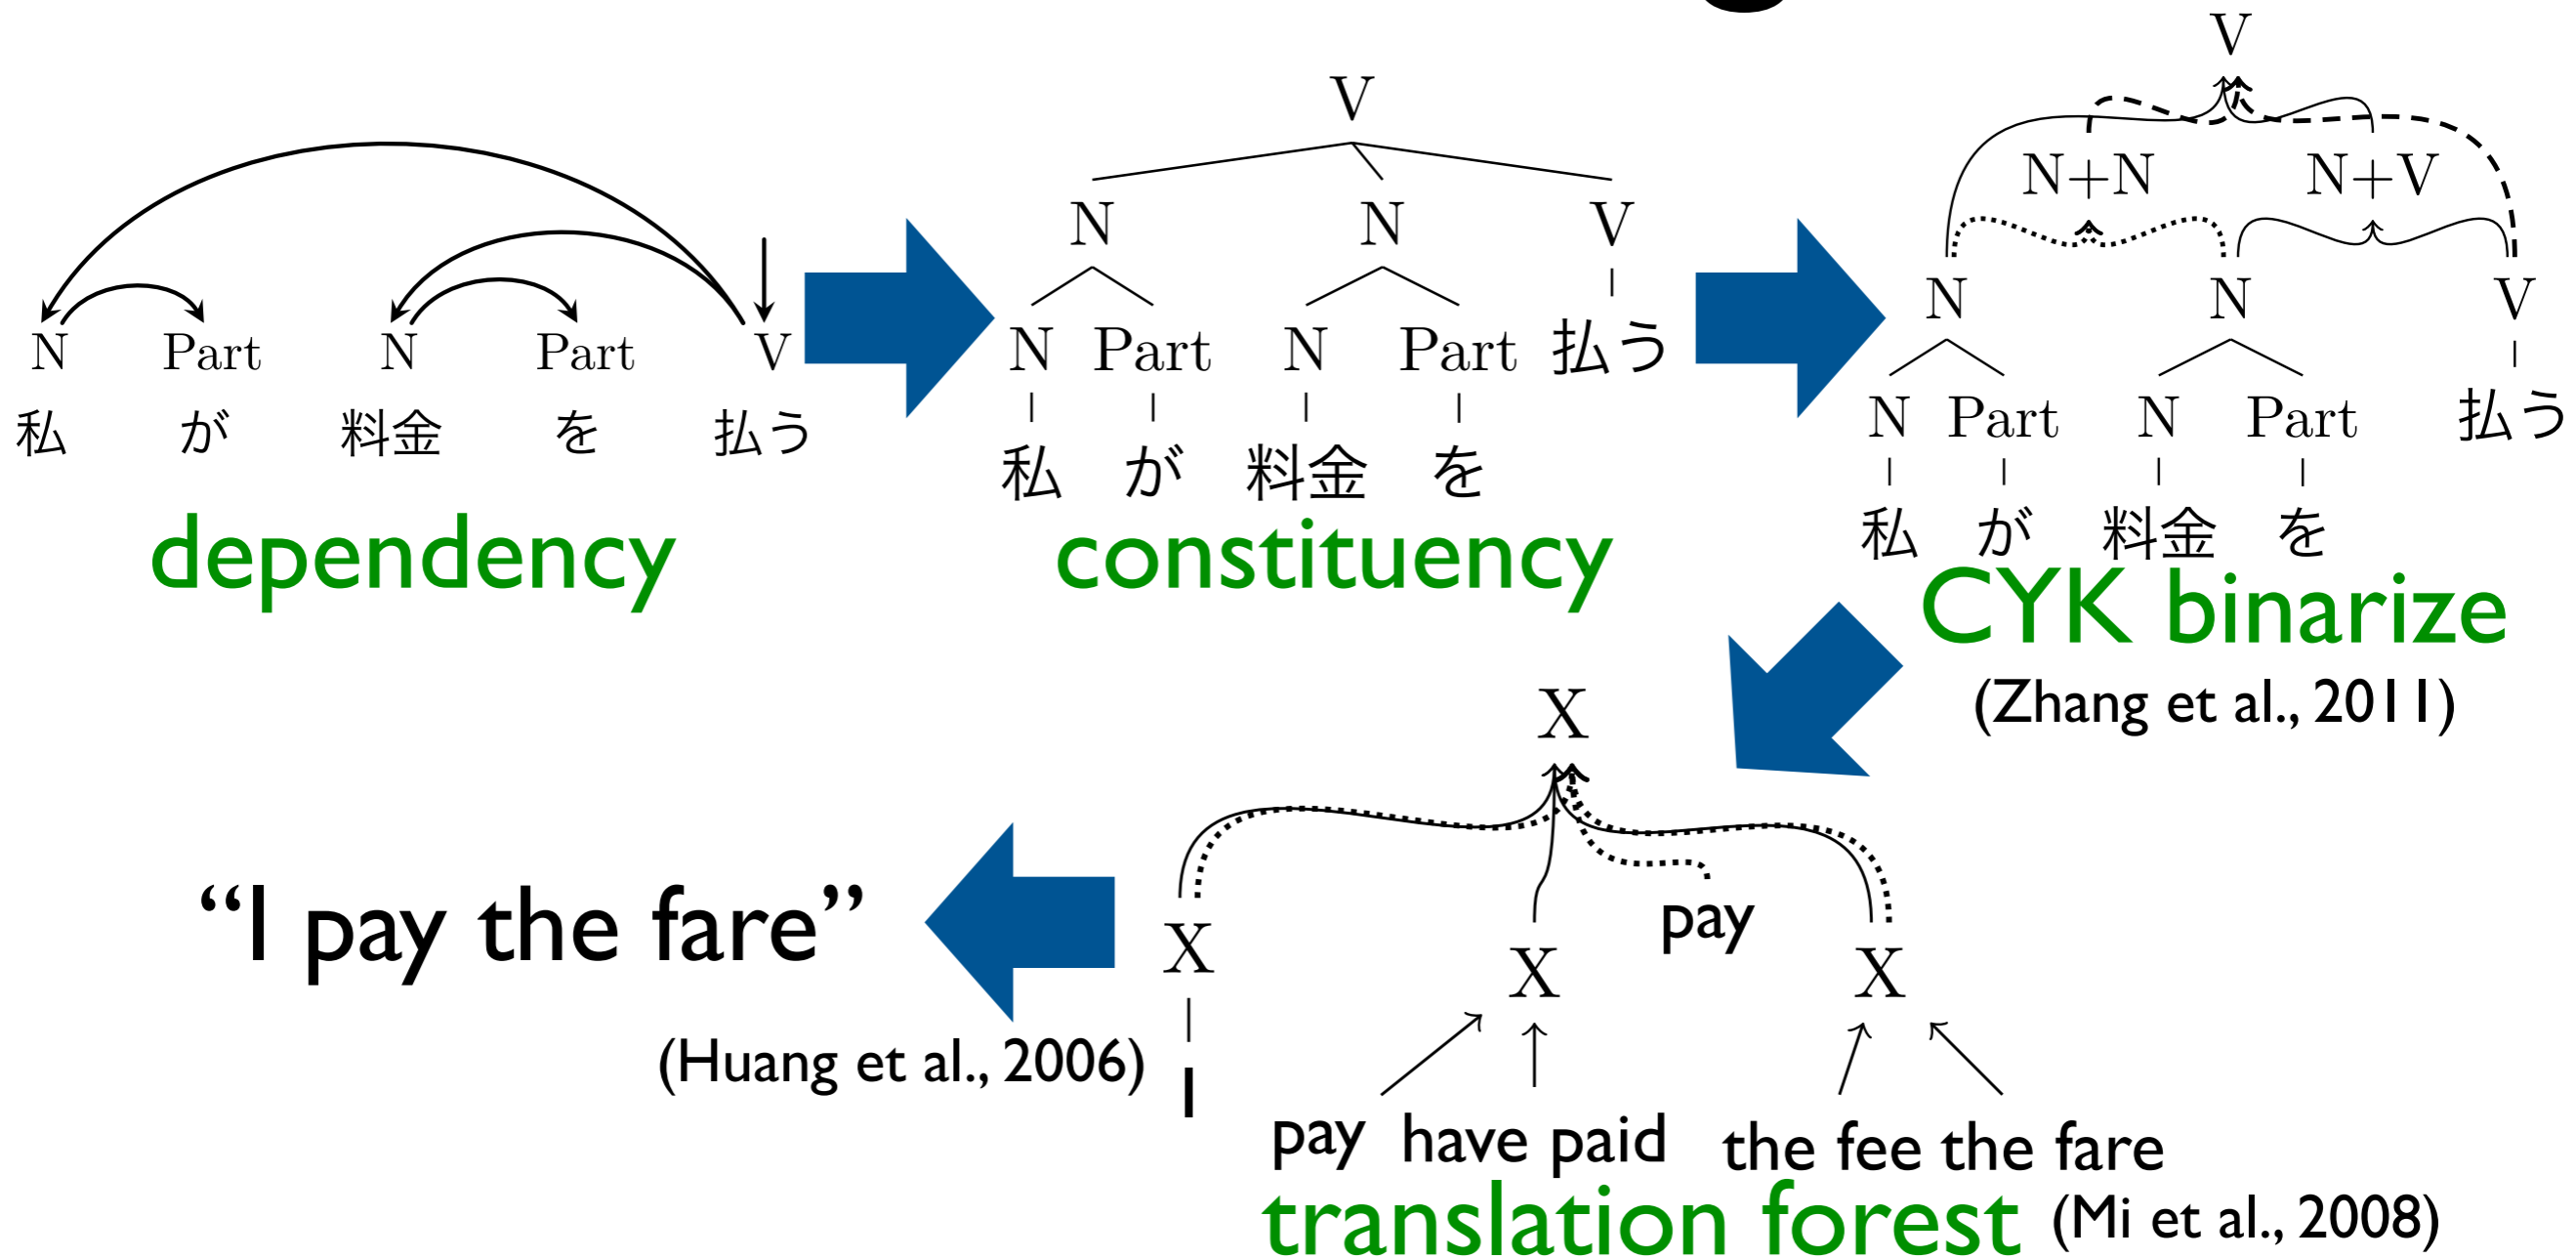 N Part N Part V
私 が 料金 を 払う
dependency
V
N N V
N Part N Part 払う
私 が 料金 を
constituency
V
N+N N+V
N N V
N Part N Part 払う
私 が 料金 を
CYK binarize
(Zhang et al., 2011)
X
X X pay X
I
pay have paid the fee the fare
translation forest (Mi et al., 2008)
“I pay the fare”
(Huang et al., 2006)